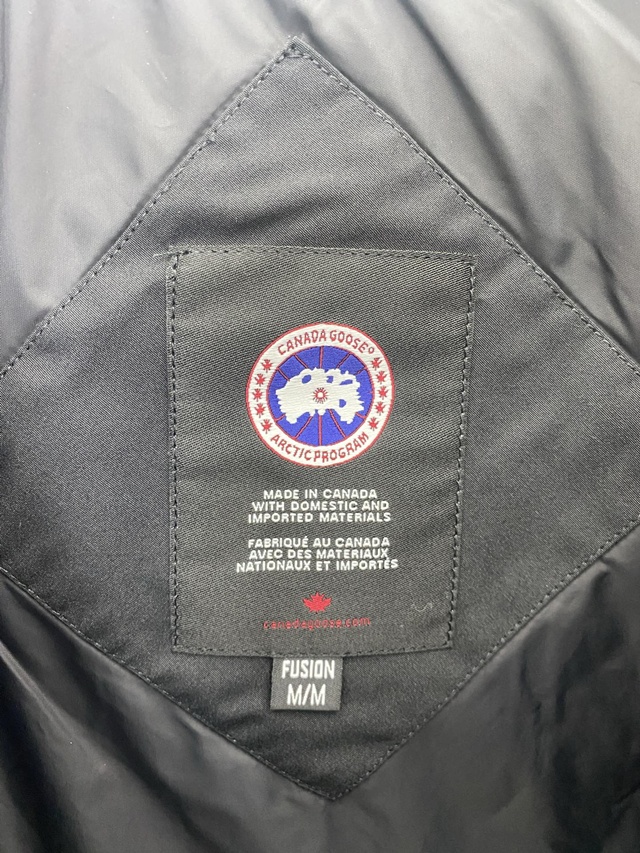 CANADA GOOSE®
ARCTIC PROGRAM
MADE IN CANADA
WITH DOMESTIC AND
IMPORTED MATERIALS
FABRIQUÉ AU CANADA
AVEC DES MATERIAUX
NATIONAUX ET IMPORTÉS
canadagoose.com
FUSION
M/M